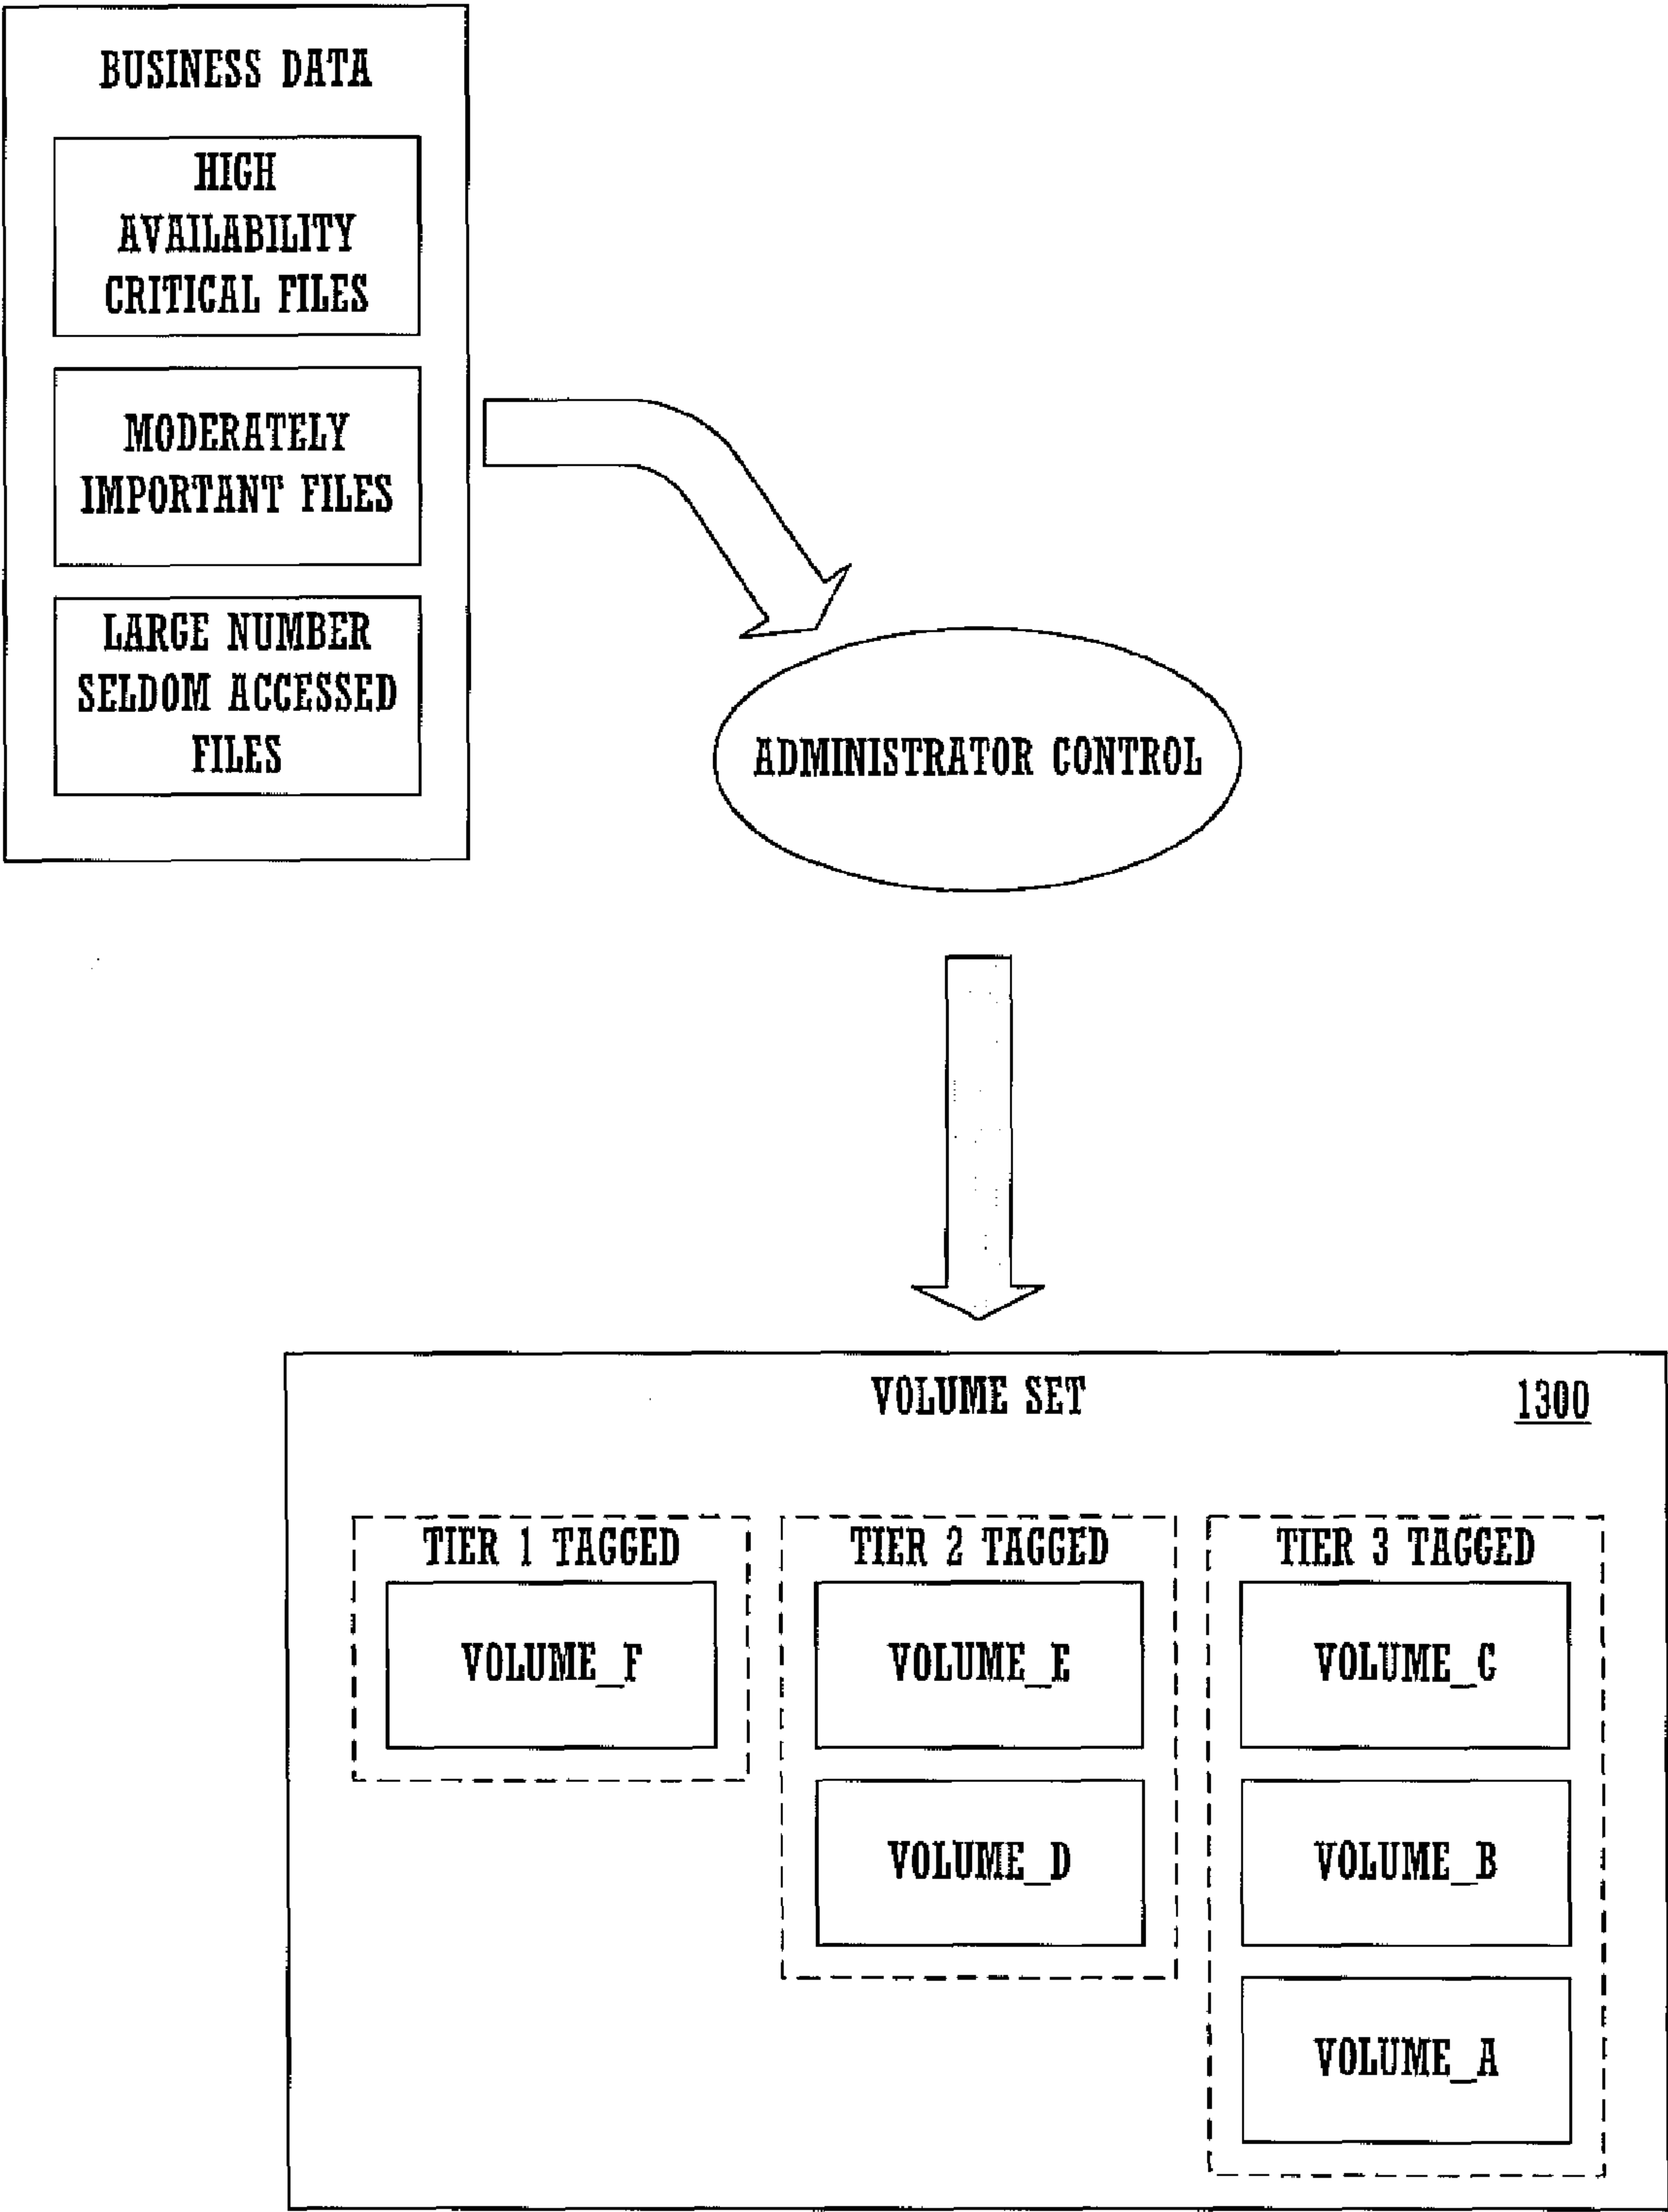 BUSINESS DATA
HIGH
AVAILABILITY
CRITICAL FILES
MODERATELY
IMPORTANT FILES
LARGE NUMBER
SELDOM ACCESSED
FILES
ADMINISTRATOR CONTROL
VOLUME SET
1300
TIER 1 TAGGED
VOLUME_F
TIER 2 TAGGED
VOLUME_E
VOLUME_D
TIER 3 TAGGED
VOLUME_C
VOLUME_B
VOLUME_A